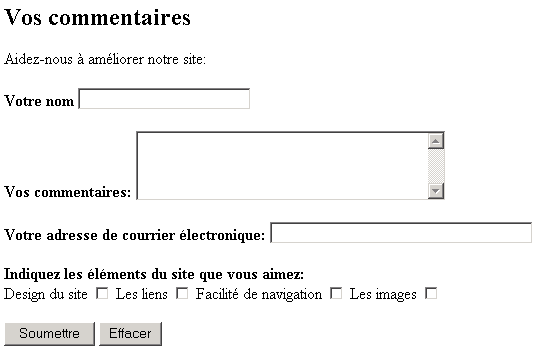 Vos commentaires
Aidez-nous à améliorer notre site:
Votre nom
Vos commentaires:
Votre adresse de courrier électronique:
Indiquez les éléments du site que vous aimez:
Design du site Les liens Facilité de navigation Les images
Soumettre Effacer